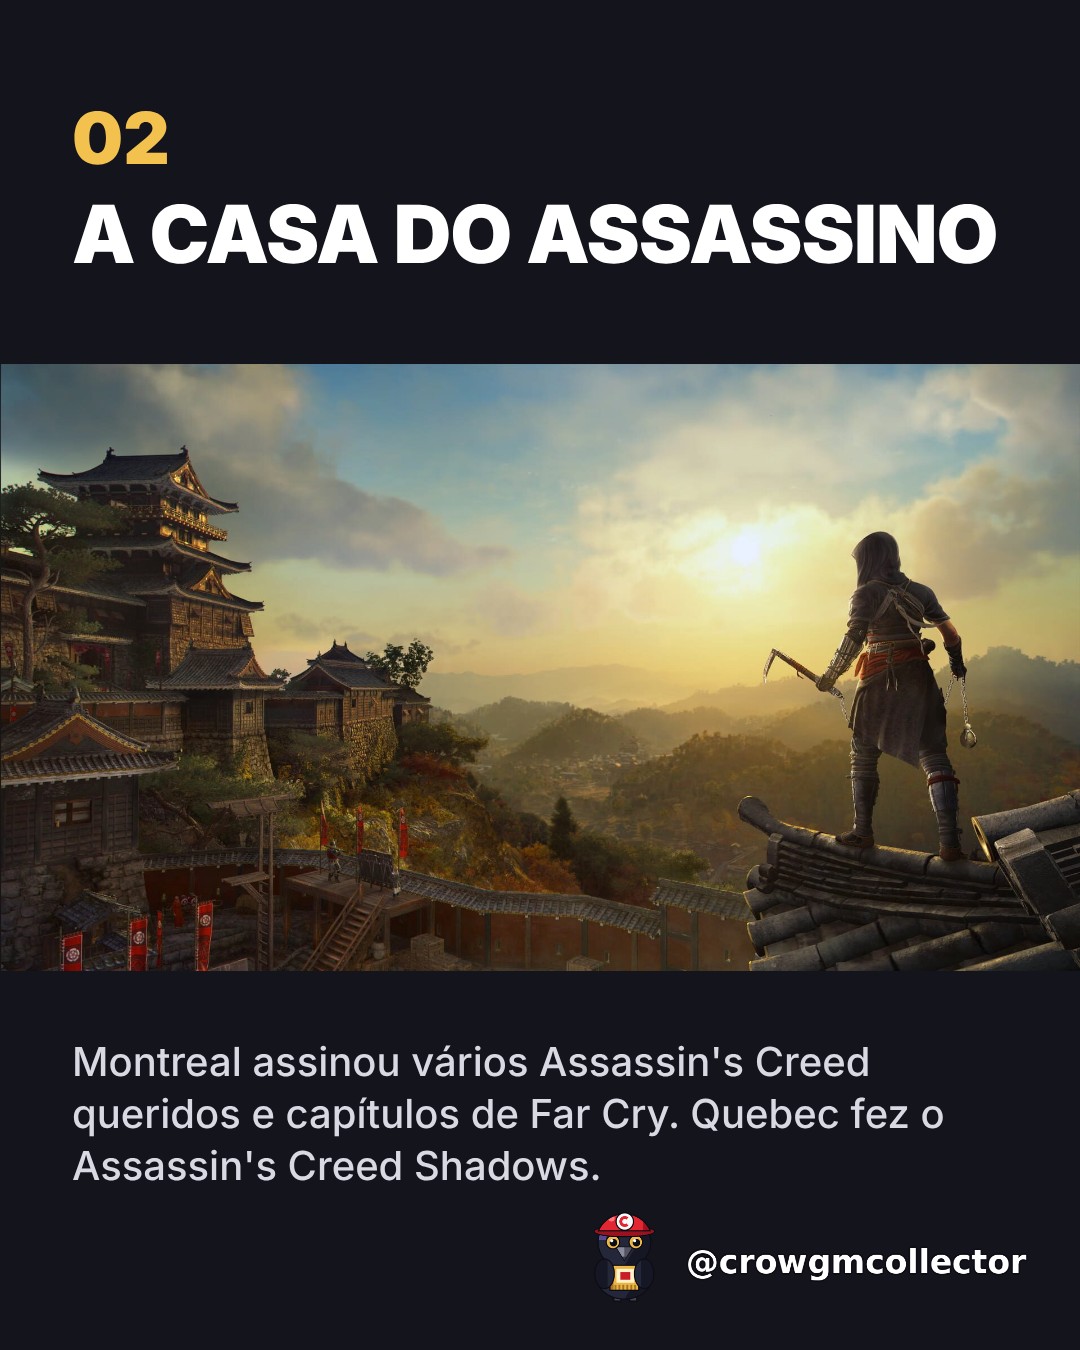 02
A CASA DO ASSASSINO
Montreal assinou vários Assassin's Creed
queridos e capítulos de Far Cry. Quebec fez o
Assassin's Creed Shadows.
C
@crowgmcollector